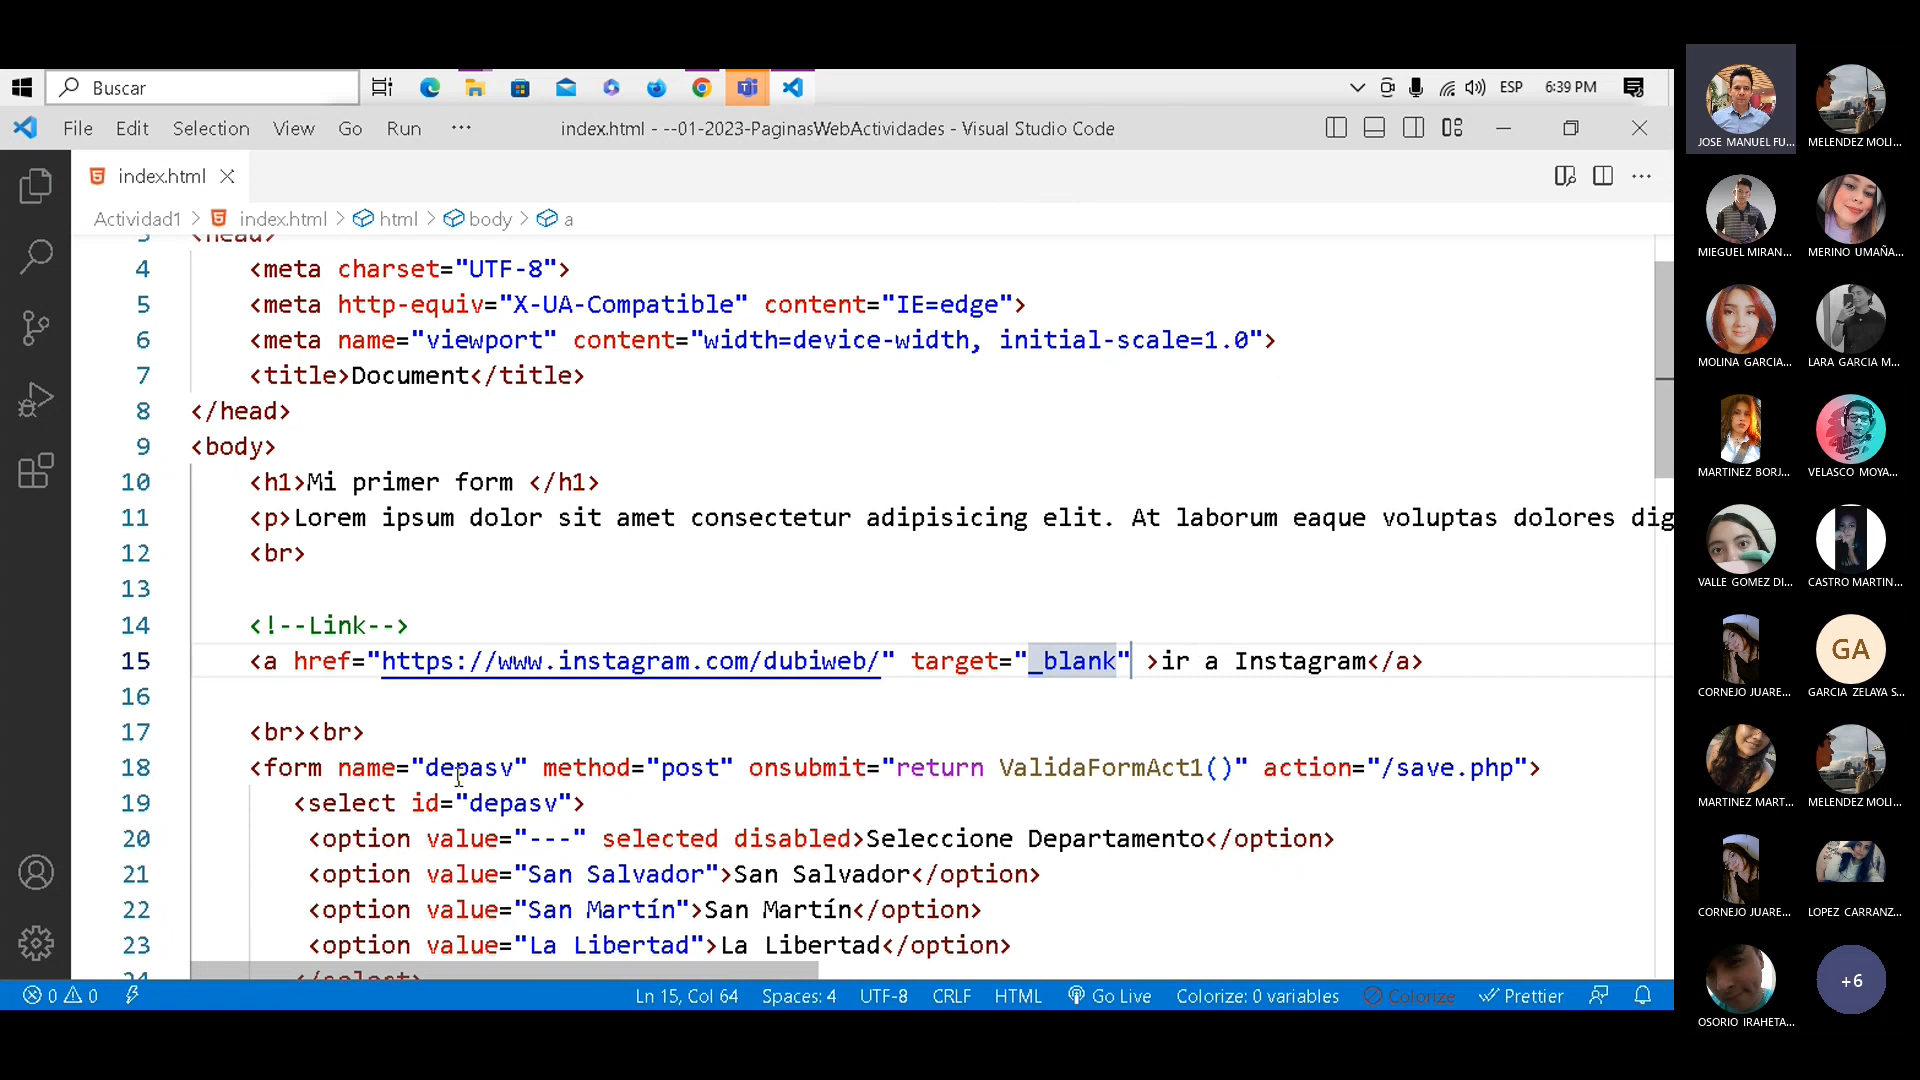 Buscar
ESP
6:39 PM
File Edit Selection View Go Run ...
index.html - --01-2023-PaginasWebActividades - Visual Studio Code
index.html
Actividad1 > index.html > html > body > a
3 <head>
4 <meta charset="UTF-8">
5 <meta http-equiv="X-UA-Compatible" content="IE=edge">
6 <meta name="viewport" content="width=device-width, initial-scale=1.0">
7 <title>Document</title>
8 </head>
9 <body>
10 <h1>Mi primer form </h1>
11 <p>Lorem ipsum dolor sit amet consectetur adipisicing elit. At laborum eaque voluptas dolores dig
12 <br>
13
14 <!--Link-->
15 <a href="https://www.instagram.com/dubiweb/" target="_blank" >ir a Instagram</a>
16
17 <br><br>
18 <form name="depasv" method="post" onsubmit="return ValidaFormAct1()" action="/save.php">
19 <select id="depasv">
20 <option value="---" selected disabled>Seleccione Departamento</option>
21 <option value="San Salvador">San Salvador</option>
22 <option value="San Martín">San Martín</option>
23 <option value="La Libertad">La Libertad</option>
24 </select>
0 0
Ln 15, Col 64
Spaces: 4
UTF-8
CRLF
HTML
Go Live
Colorize: 0 variables
Colorize
Prettier
JOSE MANUEL FU...
MELENDEZ MOLI...
MIEGUEL MIRAN...
MERINO UMAÑA...
MOLINA GARCIA...
LARA GARCIA M...
MARTINEZ BORJ...
VELASCO MOYA...
VALLE GOMEZ DI...
CASTRO MARTIN...
CORNEJO JUARE...
GA
GARCIA ZELAYA S...
MARTINEZ MART...
MELENDEZ MOLI...
CORNEJO JUARE...
LOPEZ CARRANZ...
OSORIO IRAHETA...
+6